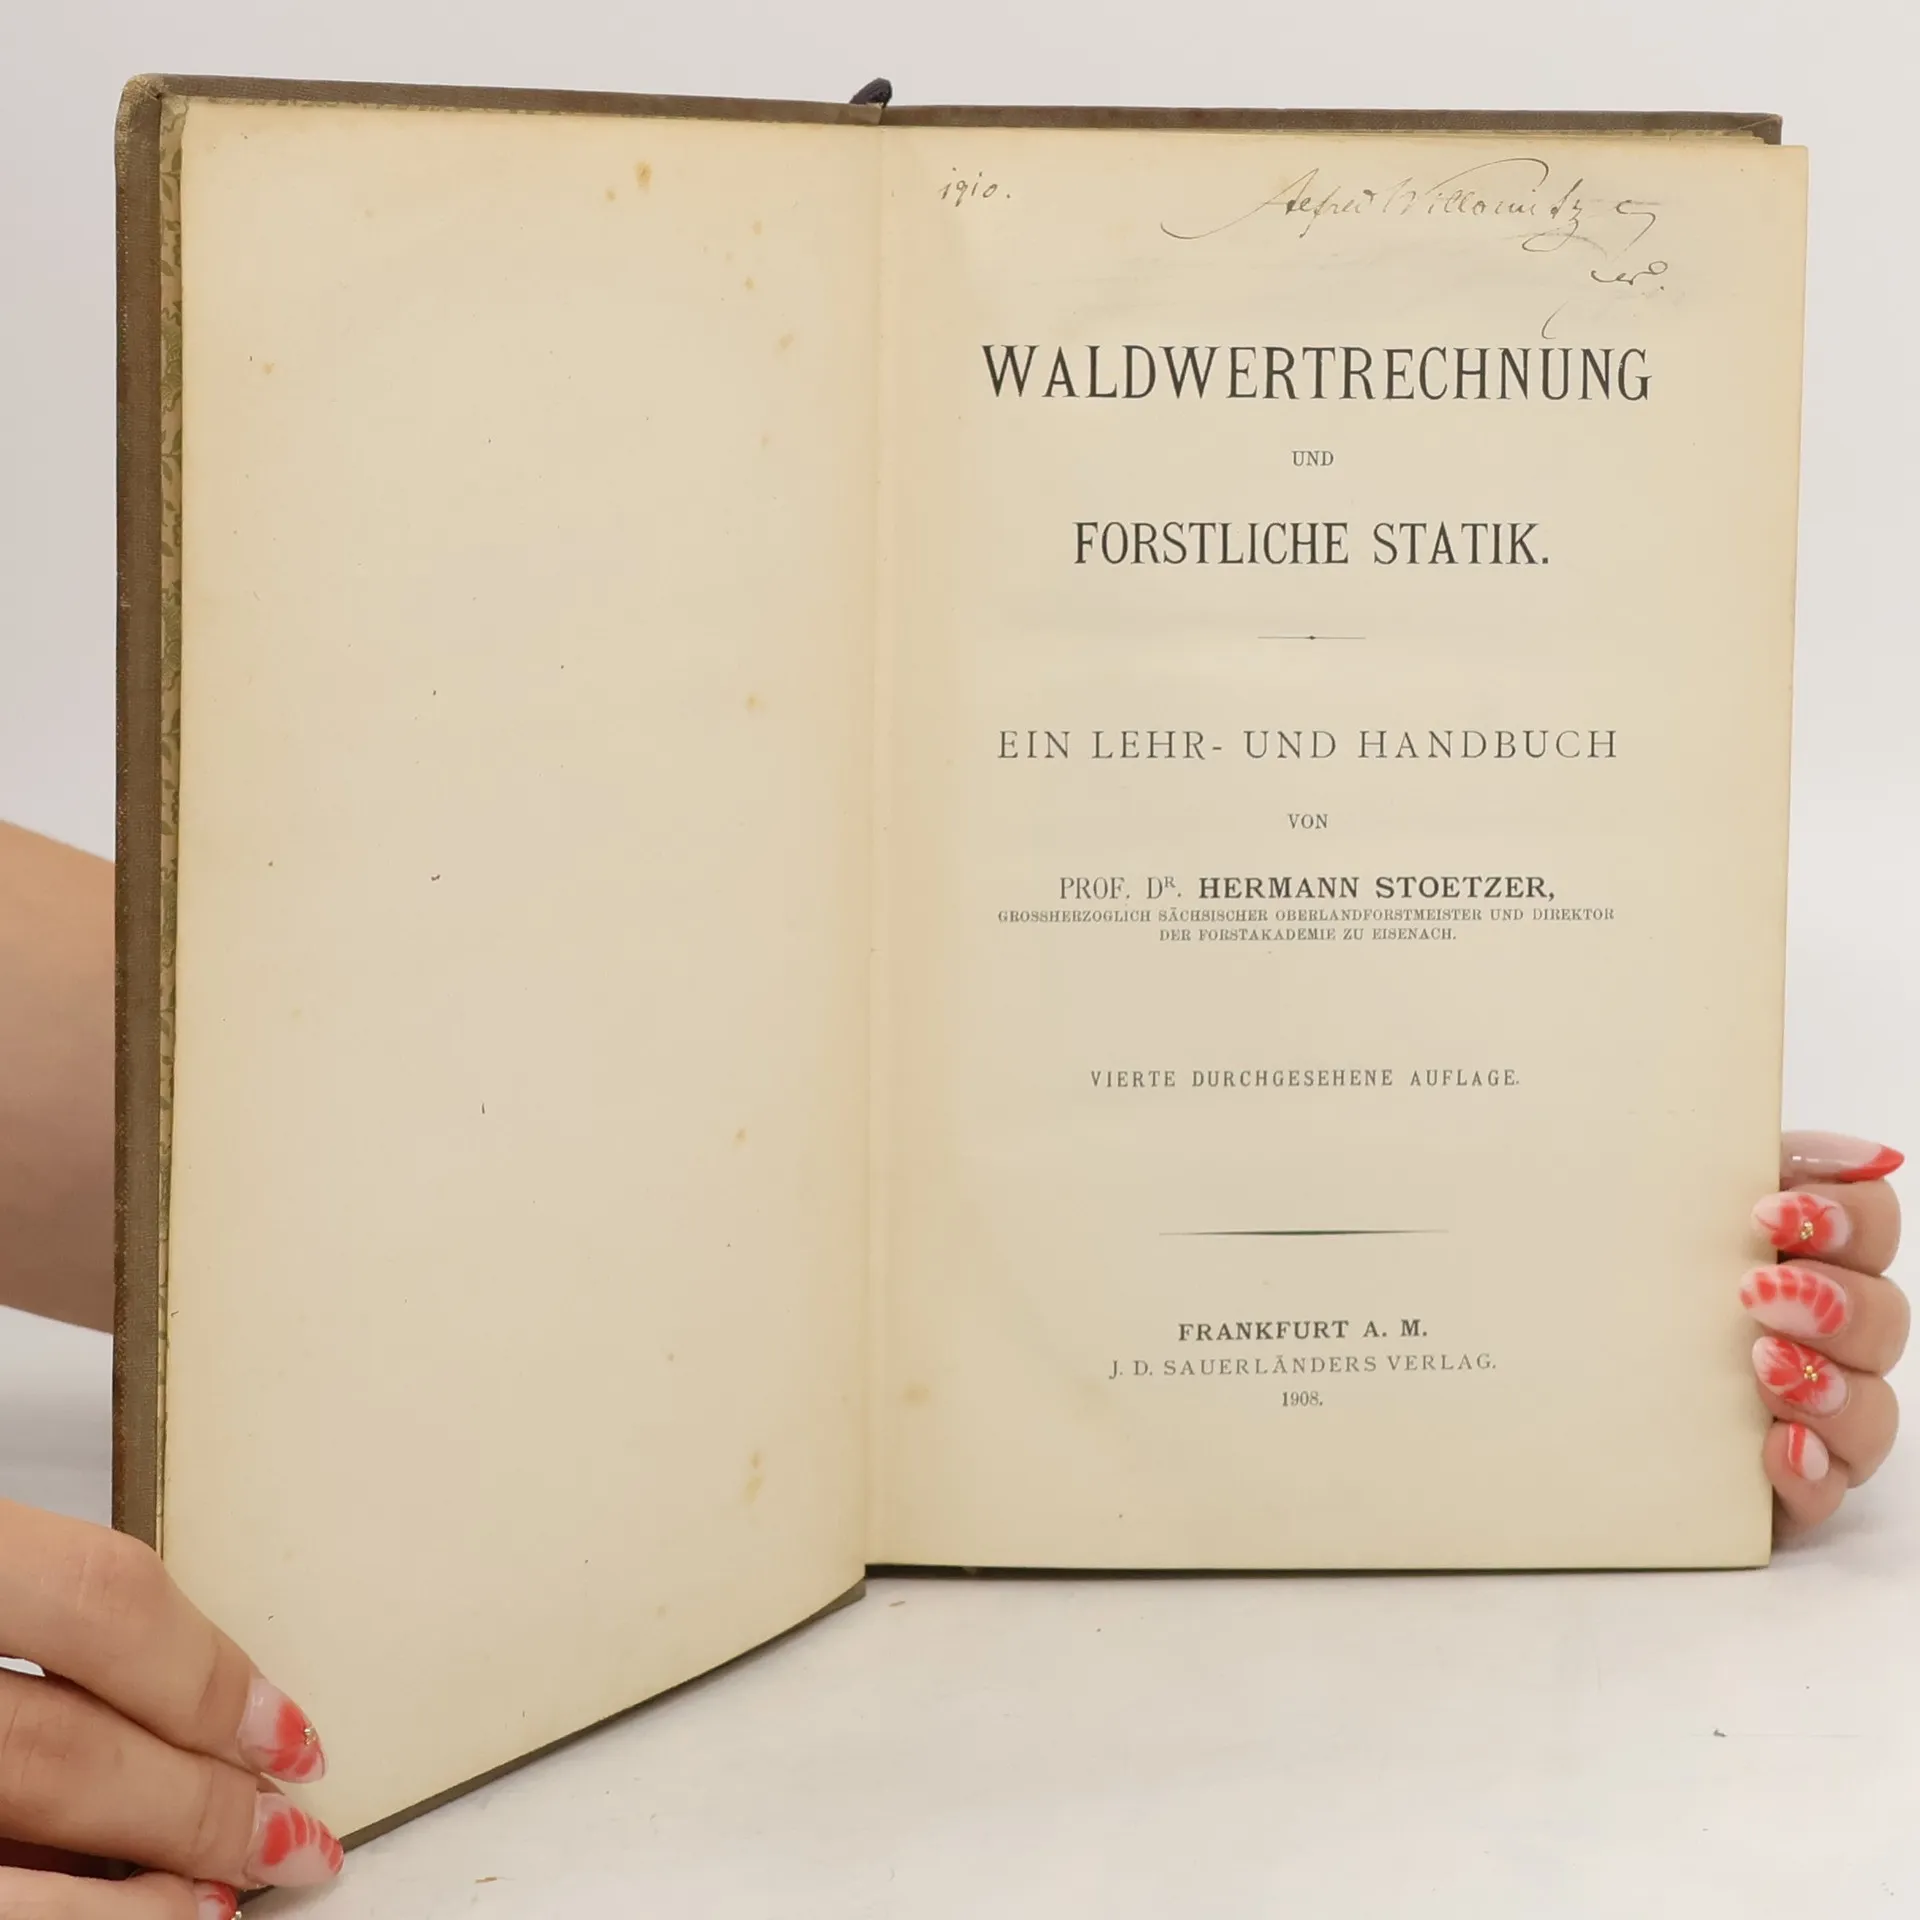 1910. Alfred
WALDWERTRECHNUNG
UND
FORSTLICHE STATIK.
EIN LEHR- UND HANDBUCH
VON
PROF. DR. HERMANN STOETZER,
GROSSHERZOGLICH SÄCHSISCHER OBERLANDFORSTMEISTER UND DIREKTOR
DER FORSTAKADEMIE ZU EISENACH.
VIERTE DURCHGESEHENE AUFLAGE.
FRANKFURT A. M.
J. D. SAUERLÄNDERS VERLAG.
1908.